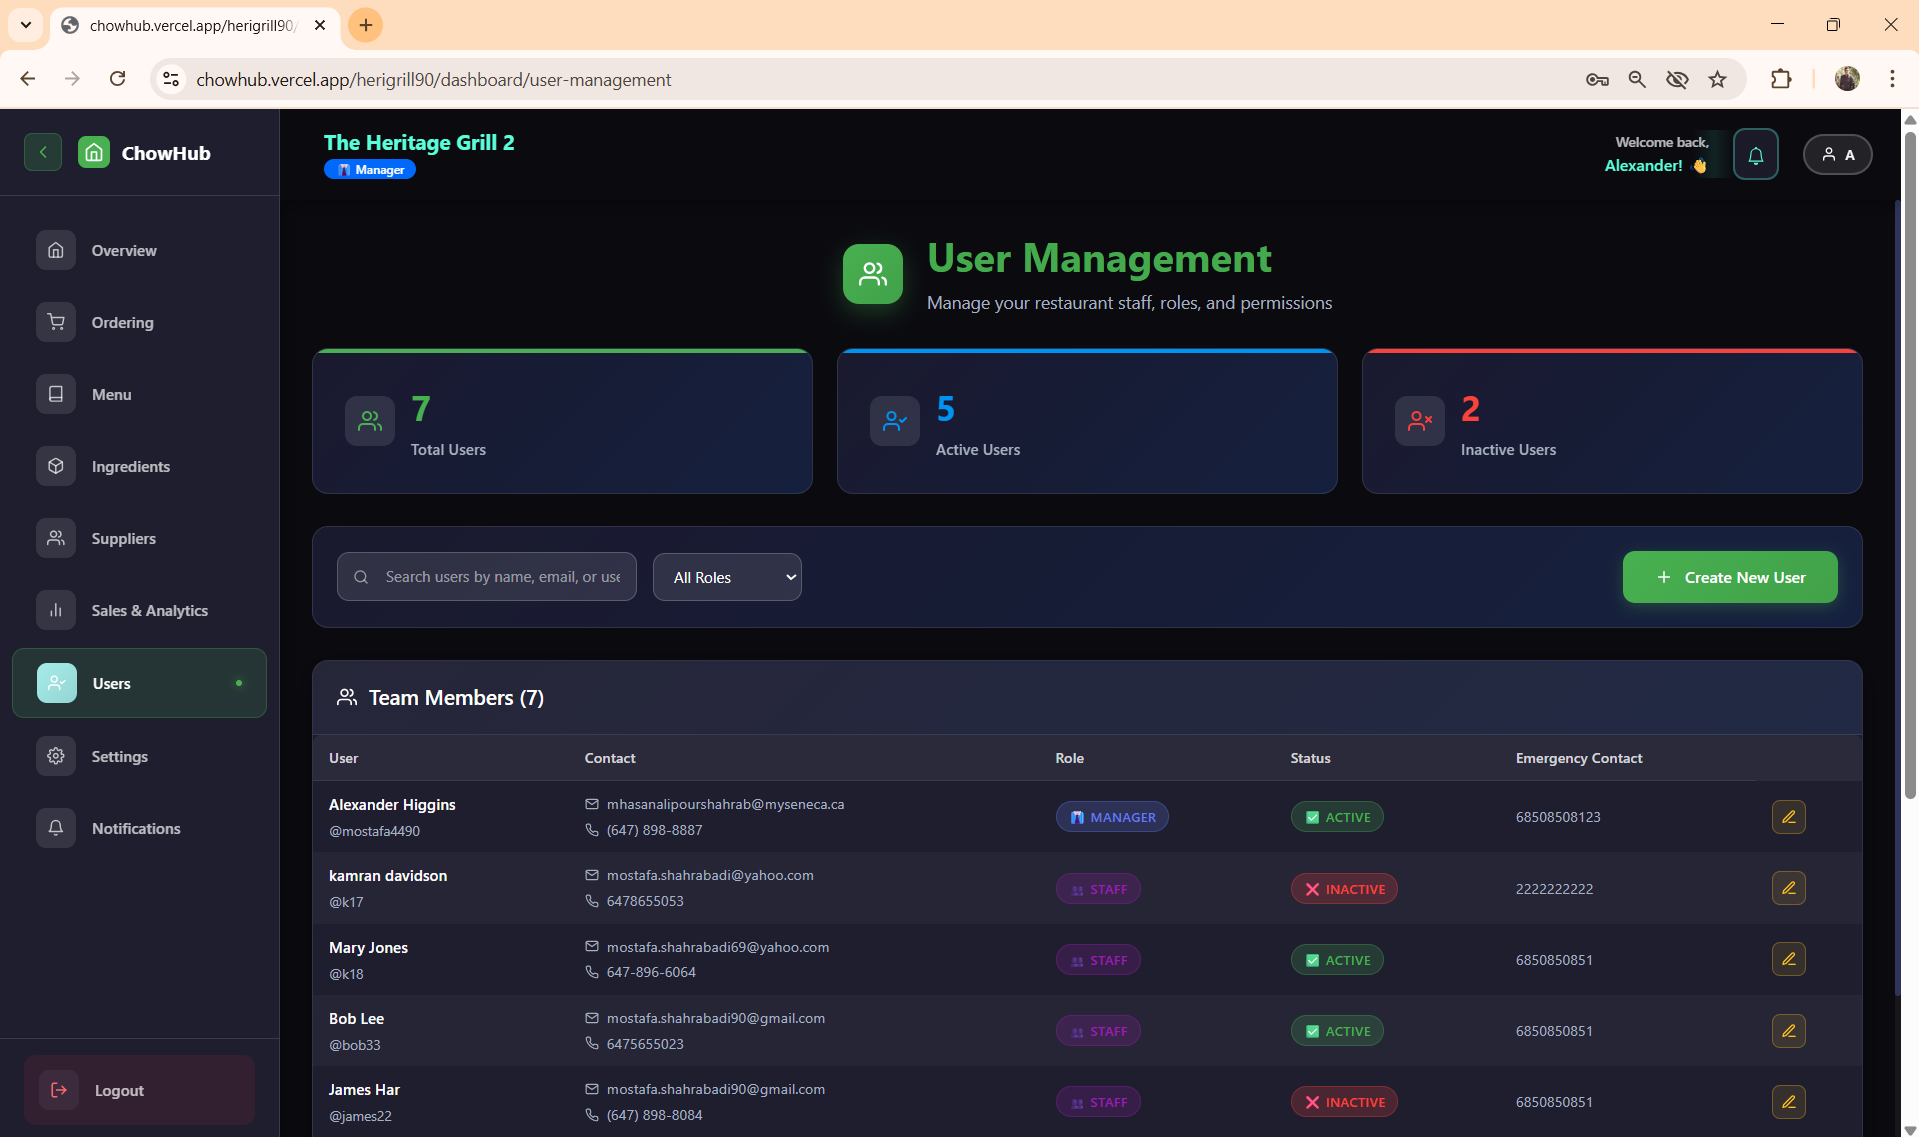 chowhub.vercel.app/herigrill90/
chowhub.vercel.app/herigrill90/dashboard/user-management
ChowHub
The Heritage Grill 2
Manager
Welcome back,
Alexander! 👋
A
Overview
Ordering
Menu
Ingredients
Suppliers
Sales & Analytics
Users
Settings
Notifications
Logout
User Management
Manage your restaurant staff, roles, and permissions
7
Total Users
5
Active Users
2
Inactive Users
Search users by name, email, or use
All Roles
+ Create New User
Team Members (7)
User Contact Role Status Emergency Contact
Alexander Higgins
@mostafa4490
mhasanalipourshahrab@myseneca.ca
(647) 898-8887
MANAGER
ACTIVE
68508508123
kamran davidson
@k17
mostafa.shahrabadi@yahoo.com
6478655053
STAFF
INACTIVE
2222222222
Mary Jones
@k18
mostafa.shahrabadi69@yahoo.com
647-896-6064
STAFF
ACTIVE
6850850851
Bob Lee
@bob33
mostafa.shahrabadi90@gmail.com
6475655023
STAFF
ACTIVE
6850850851
James Har
@james22
mostafa.shahrabadi90@gmail.com
(647) 898-8084
STAFF
INACTIVE
6850850851